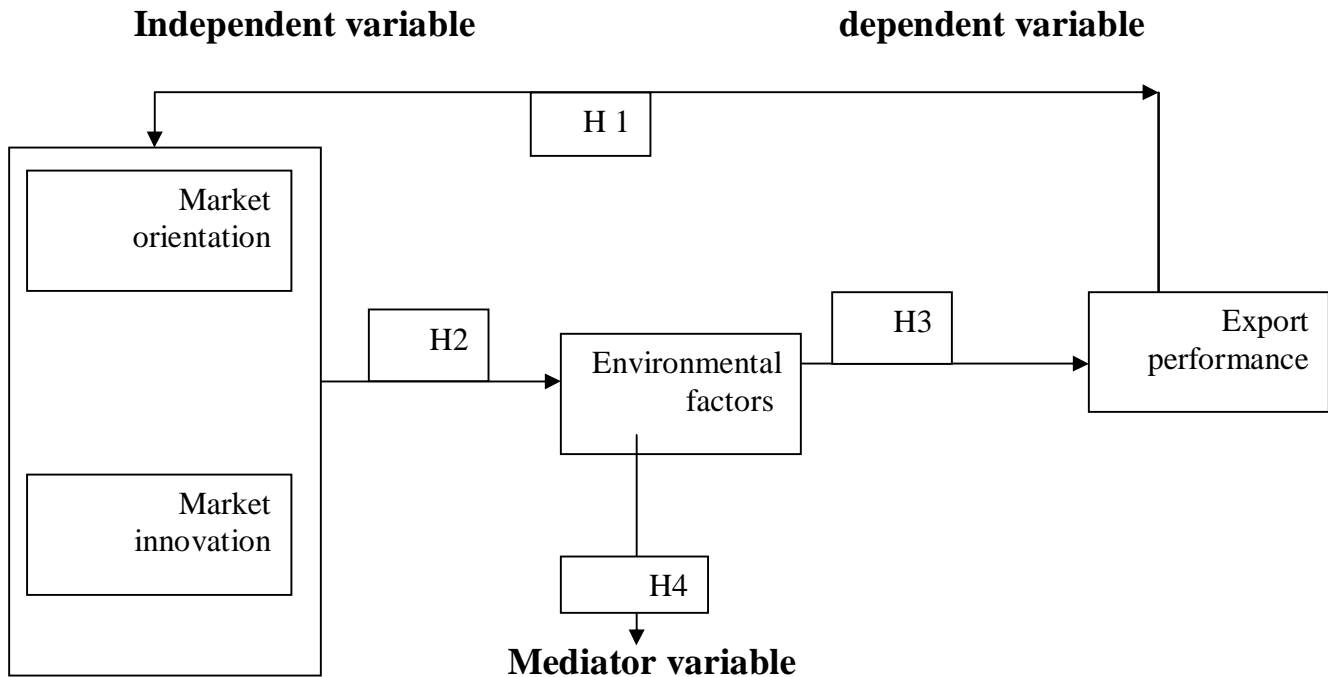 Independent variable
dependent variable
H 1
Market
orientation
H2
H3
Export
performance
Environmental
factors
Market
innovation
H4
Mediator variable